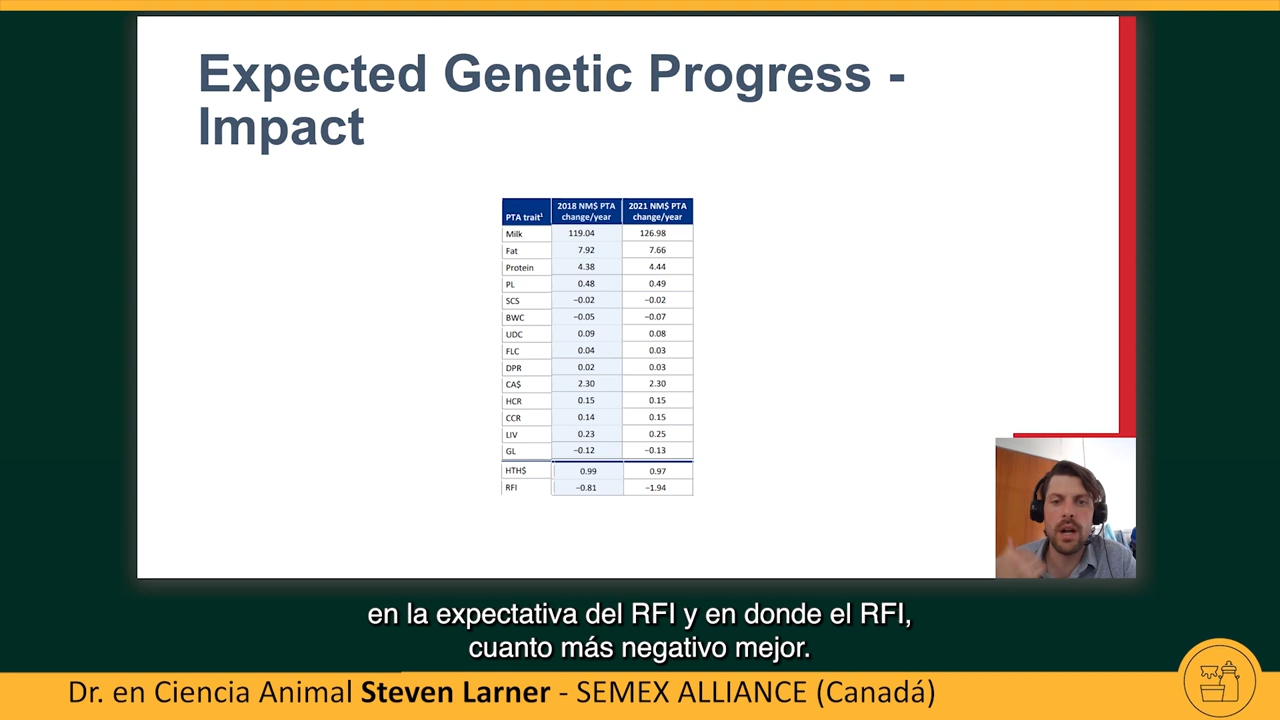 Expected Genetic Progress -
Impact
PTA trait¹ 2018 NM$ PTA change/year 2021 NM$ PTA change/year
Milk 119.04 126.98
Fat 7.92 7.66
Protein 4.38 4.44
PL 0.48 0.49
SCS −0.02 −0.02
BWC −0.05 −0.07
UDC 0.09 0.08
FLC 0.04 0.03
DPR 0.02 0.03
CA$ 2.30 2.30
HCR 0.15 0.15
CCR 0.14 0.15
LIV 0.23 0.25
GL −0.12 −0.13
HTH$ 0.99 0.97
RFI −0.81 −1.94
en la expectativa del RFI y en donde el RFI,
cuanto más negativo mejor.
Dr. en Ciencia Animal Steven Larner - SEMEX ALLIANCE (Canadá)